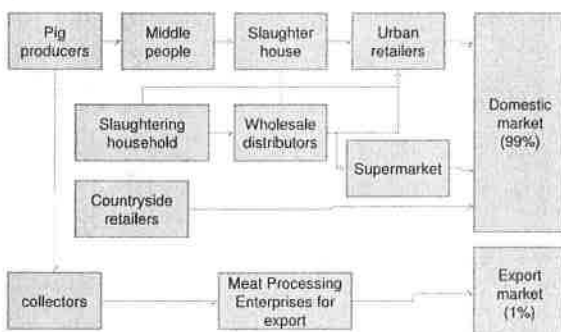 Pig
producers
Middle
people
Slaughter
house
Urban
retailers
Domestic
market
(99%)
Slaughtering
household
Wholesale
distributors
Supermarket
Countryside
retailers
collectors
Meat Processing
Enterprises for
export
Export
market
(1%)